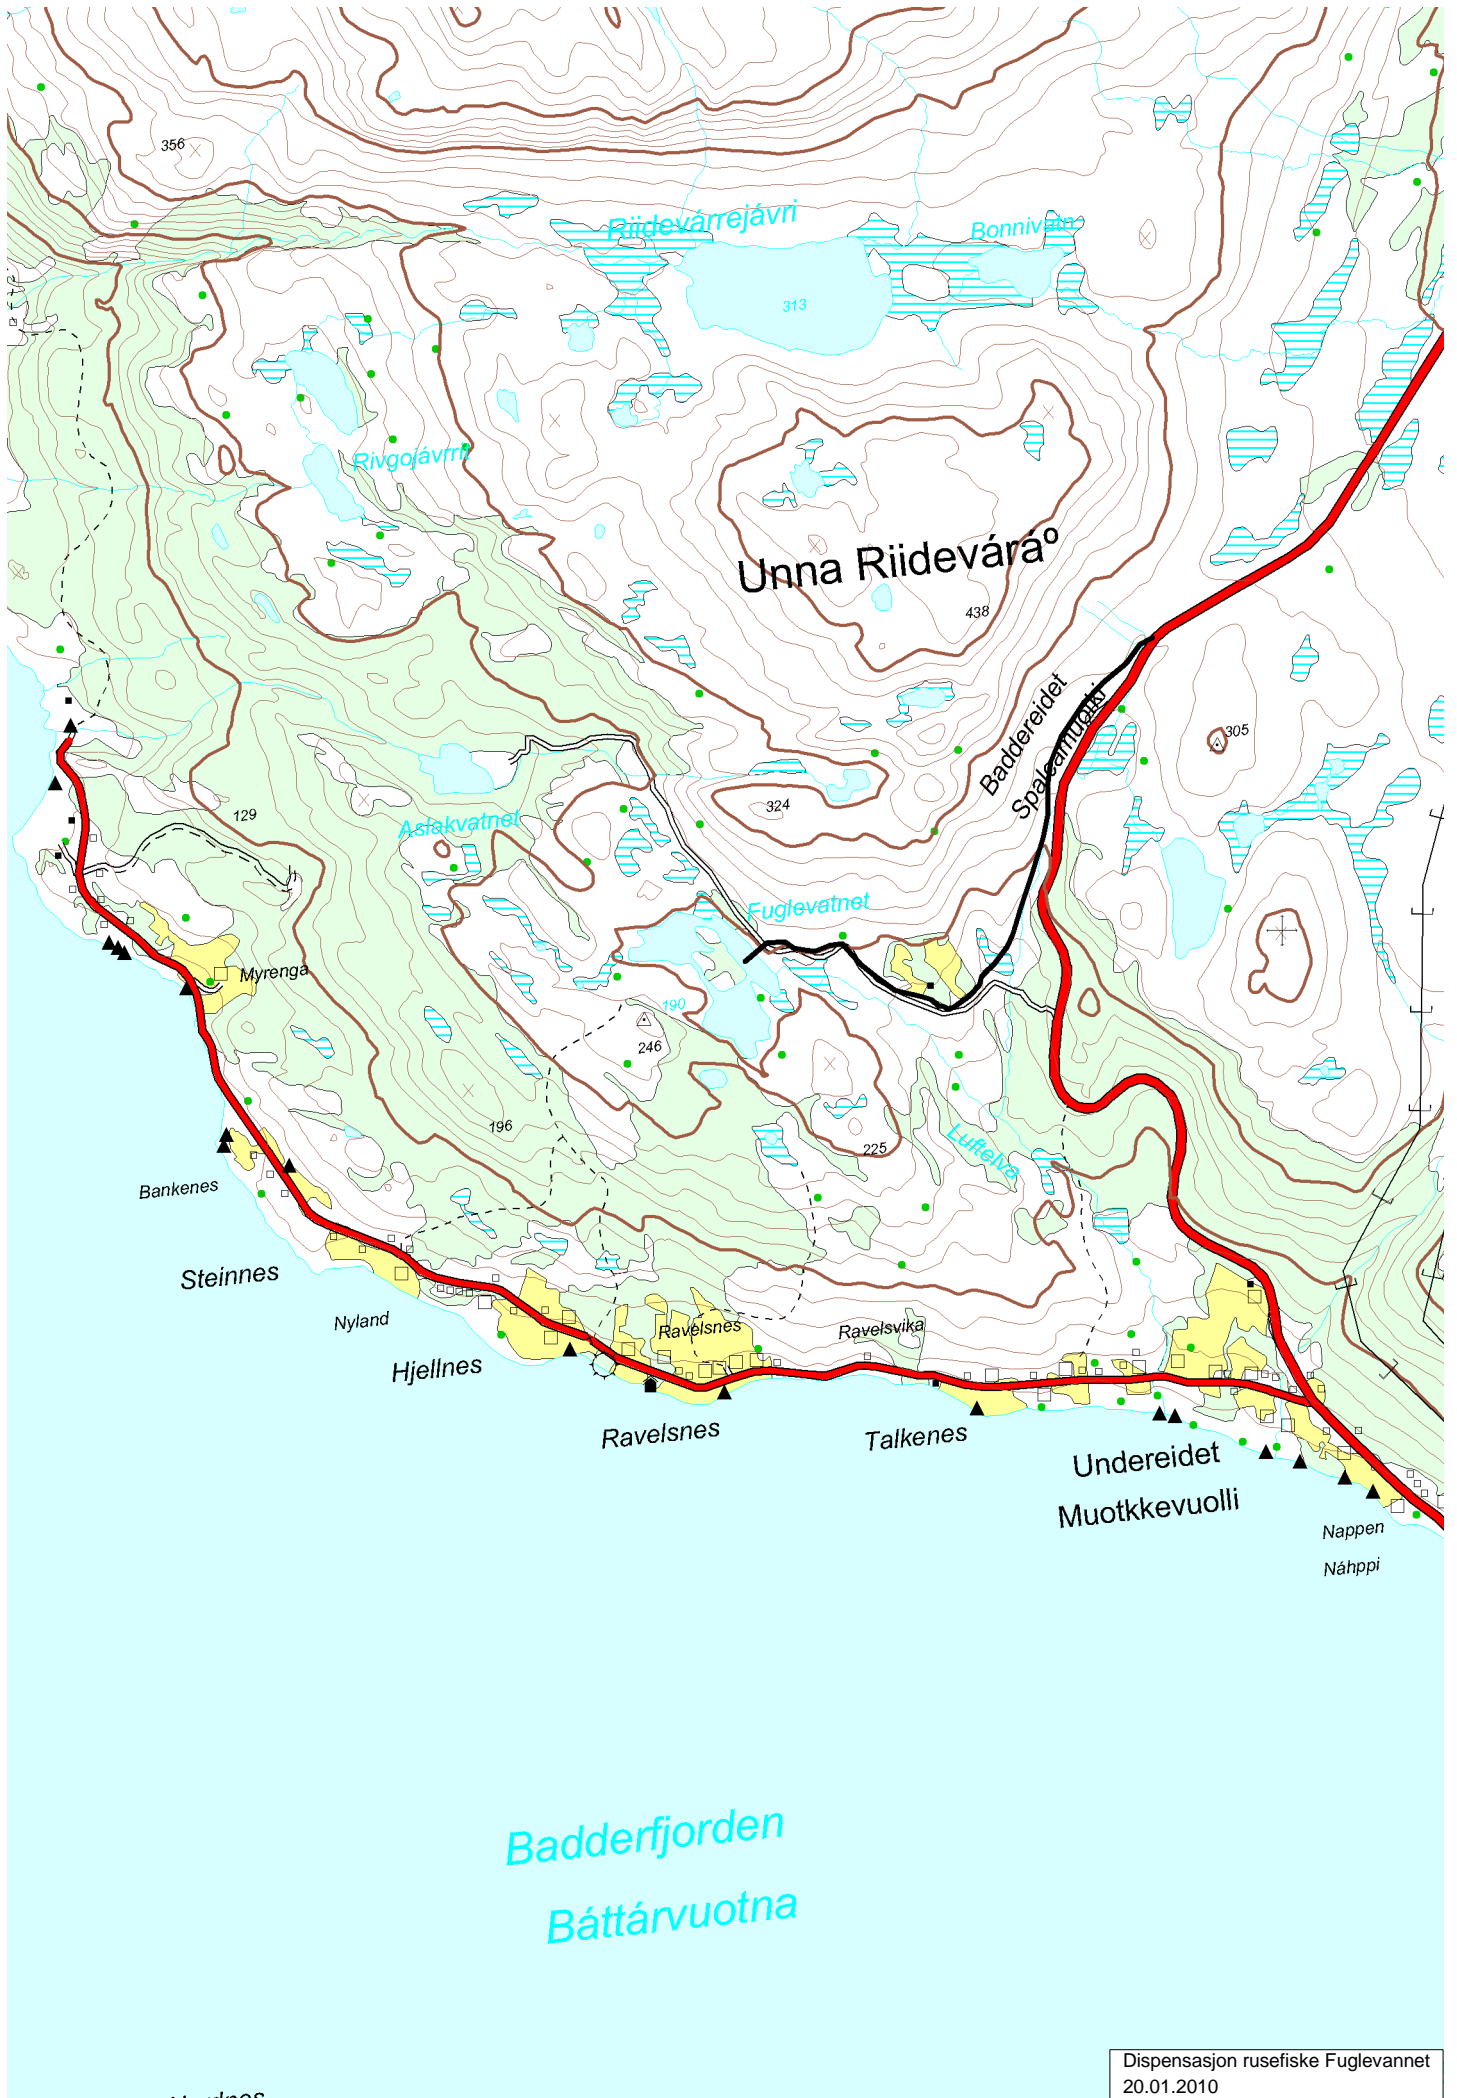 356
Riidevárrejávri
Bonnivatn
313
Rivgojávrrit
Unna Riidevárá°
438
Baddereidet
Spalcamuotki
305
324
129
Aslakvatnet
Fuglevatnet
Myrenga
190
246
196
225
Luftelva
Bankenes
Steinnes
Nyland
Ravelsnes
Ravelsvika
Hjellnes
Ravelsnes
Talkenes
Undereidet
Muotkkevuolli
Nappen
Náhppi
Badderfjorden
Báttárvuotna
Dispensasjon rusefiske Fuglevannet
20.01.2010